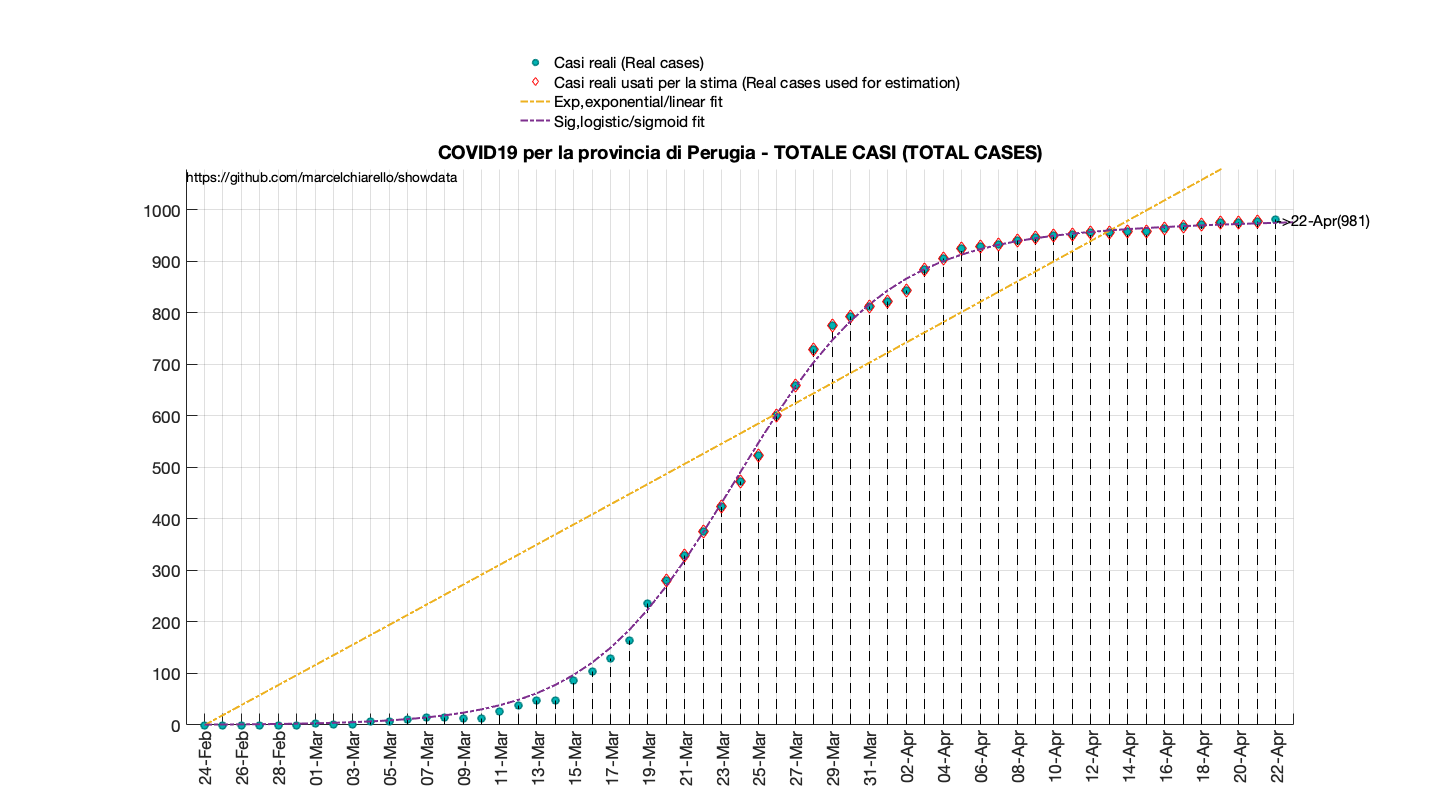 Casi reali (Real cases)
Casi reali usati per la stima (Real cases used for estimation)
Exp,exponential/linear fit
Sig,logistic/sigmoid fit
COVID19 per la provincia di Perugia - TOTALE CASI (TOTAL CASES)
https://github.com/marcelchiarello/showdata
1000
900
800
700
600
500
400
300
200
100
0
->22-Apr(981)
24-Feb
26-Feb
28-Feb
01-Mar
03-Mar
05-Mar
07-Mar
09-Mar
11-Mar
13-Mar
15-Mar
17-Mar
19-Mar
21-Mar
23-Mar
25-Mar
27-Mar
29-Mar
31-Mar
02-Apr
04-Apr
06-Apr
08-Apr
10-Apr
12-Apr
14-Apr
16-Apr
18-Apr
20-Apr
22-Apr